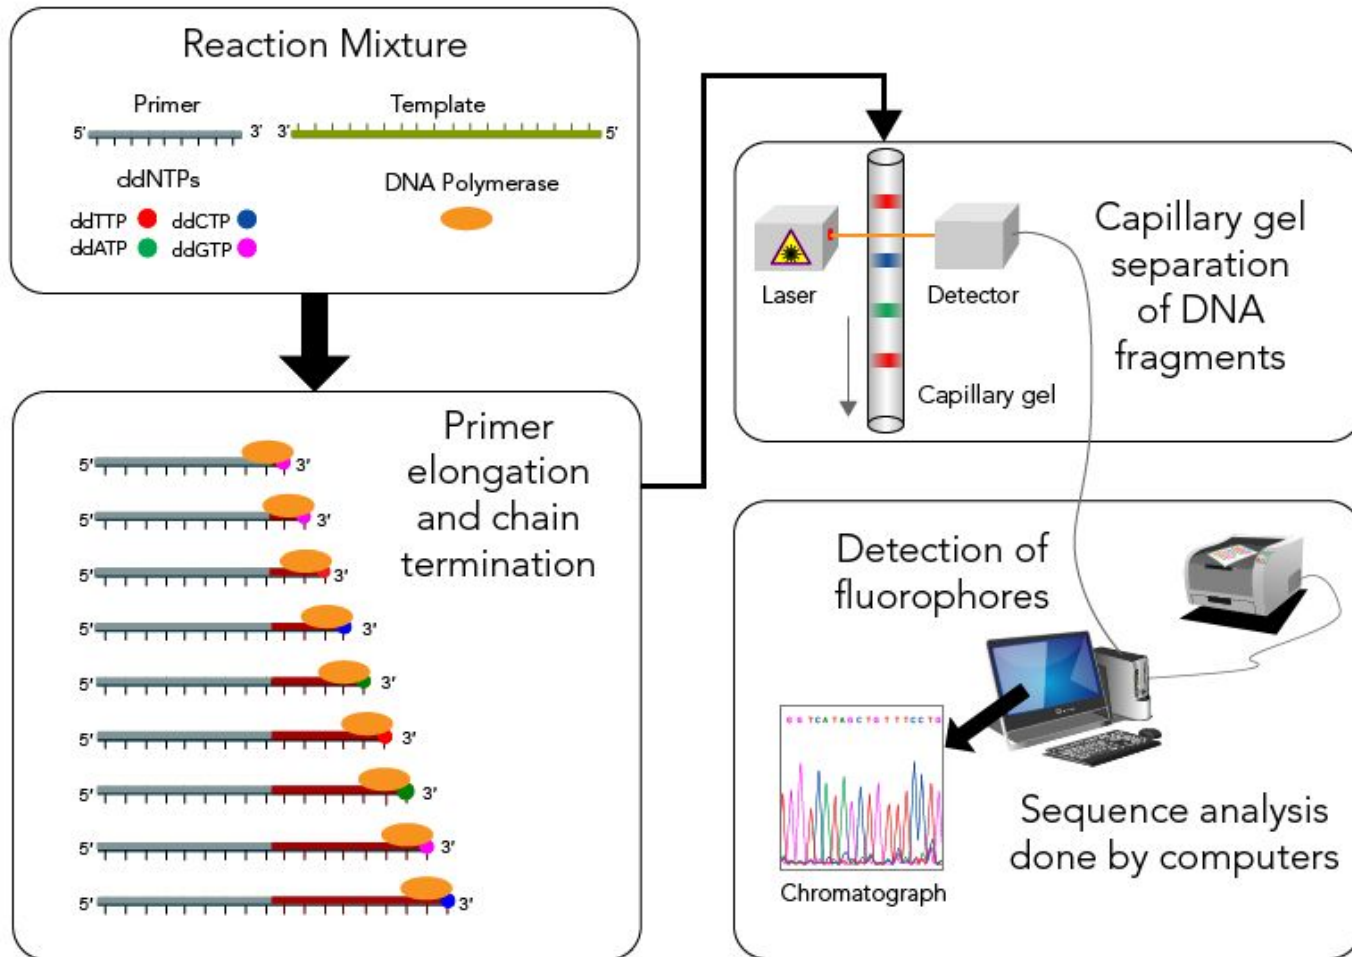 Reaction Mixture
Primer
Template
5' 3' 3' 5'
ddNTPs
DNA Polymerase
ddTTP ddCTP
ddATP ddGTP
Primer
elongation
and chain
termination
5' 3'
5' 3'
5' 3'
5' 3'
5' 3'
5' 3'
5' 3'
5' 3'
5' 3'
Laser
Detector
Capillary gel
Capillary gel
separation
of DNA
fragments
Detection of
fluorophores
GGTCATAGCTGTTTCCTG
Chromatograph
Sequence analysis
done by computers